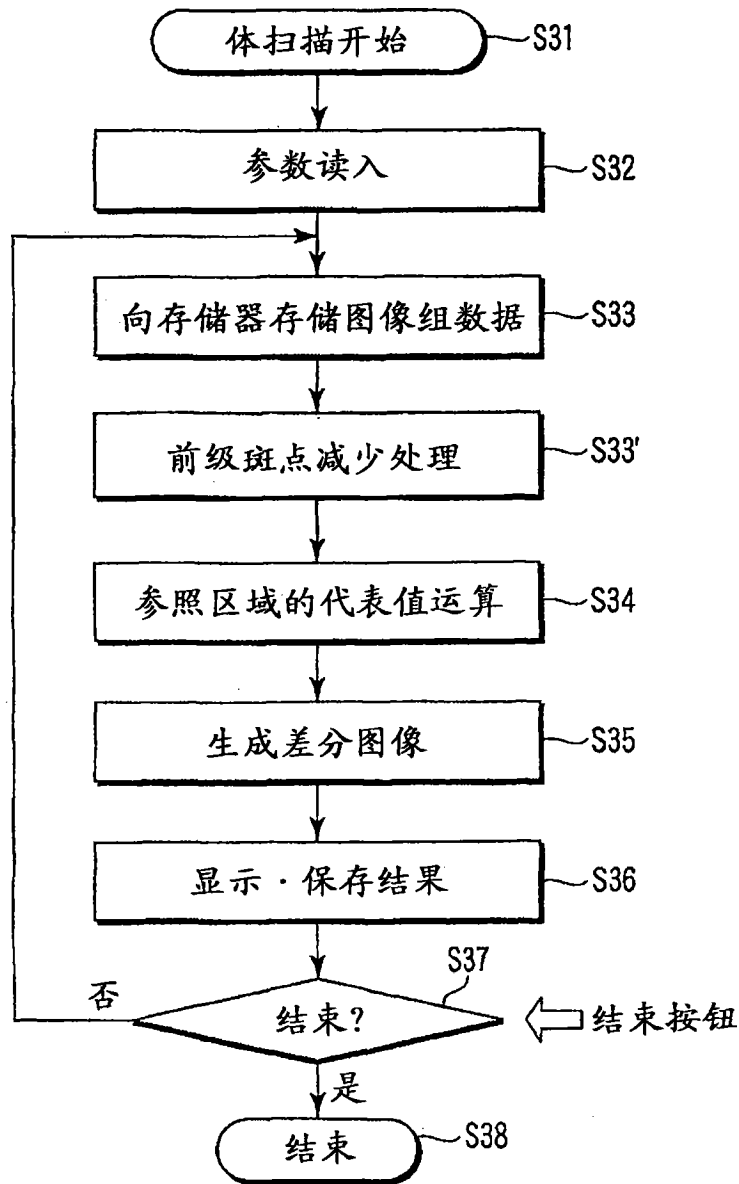 体扫描开始 S31
参数读入 S32
向存储器存储图像组数据 S33
前级斑点减少处理 S33'
参照区域的代表值运算 S34
生成差分图像 S35
显示·保存结果 S36
S37
否 结束? 结束按钮
是
结束 S38